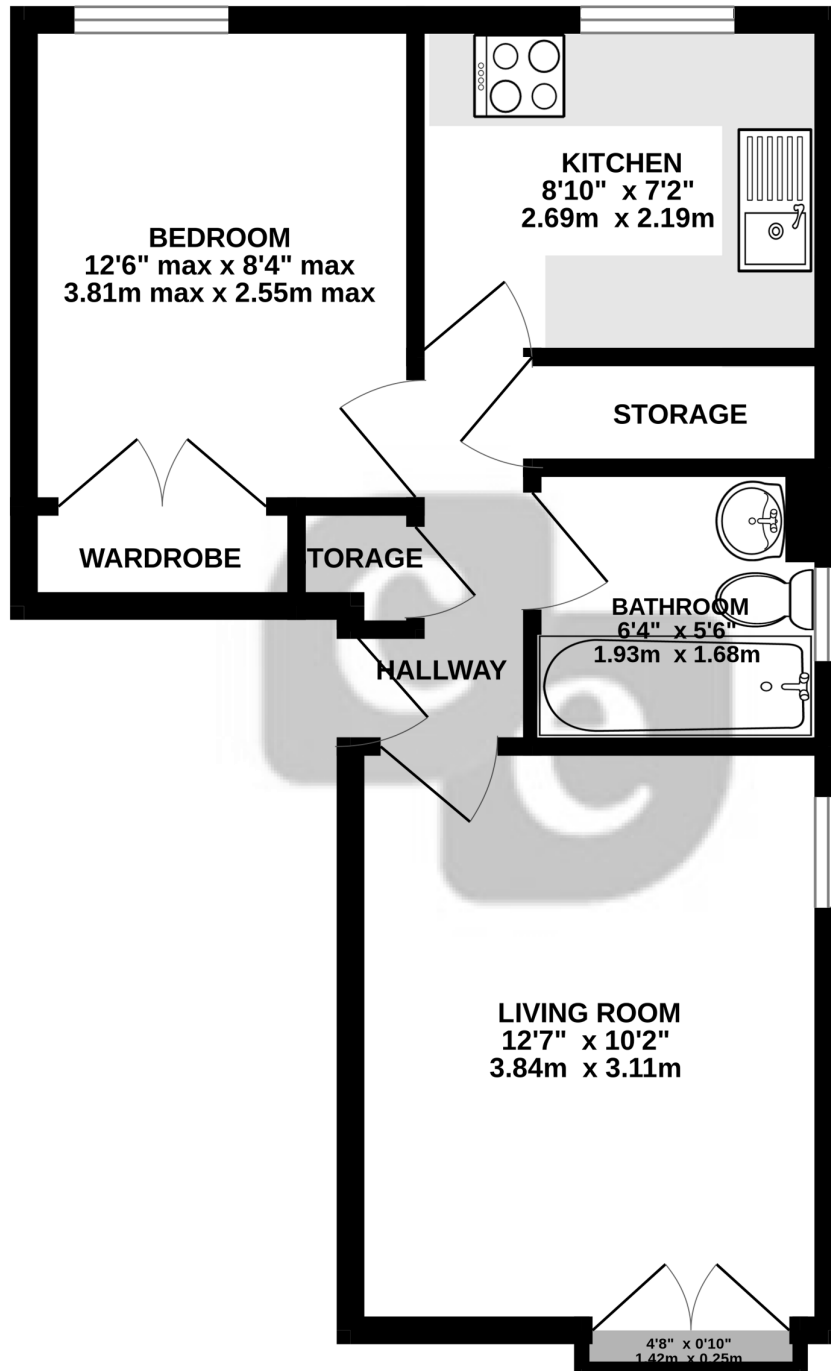 KITCHEN
8'10" x 7'2"
2.69m x 2.19m
BEDROOM
12'6" max x 8'4" max
3.81m max x 2.55m max
STORAGE
WARDROBE
TORAGE
BATHROOM
6'4" x 5'6"
1.93m x 1.68m
HALLWAY
LIVING ROOM
12'7" x 10'2"
3.84m x 3.11m
4'8" x 0'10"
1.42m x 0.25m